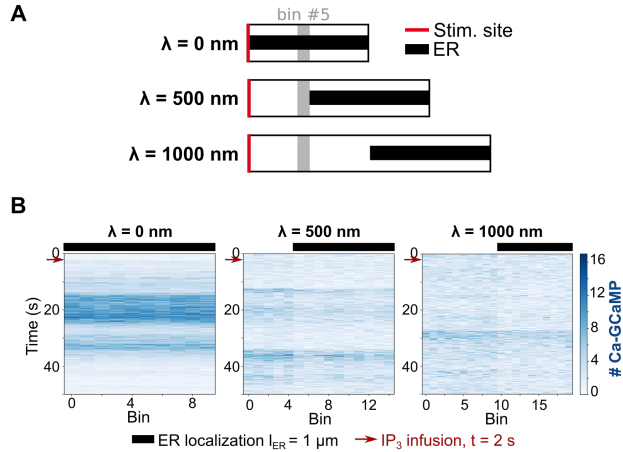 A
bin #5
λ = 0 nm
Stim. site
ER
λ = 500 nm
λ = 1000 nm
B
λ = 0 nm
λ = 500 nm
λ = 1000 nm
0
20
40
Time (s)
0
4
8
Bin
0
20
40
0
4
8
12
Bin
0
20
40
0
5
10
15
Bin
16
12
8
4
0
# Ca-GCaMP
ER localization l_ER = 1 µm
IP₃ infusion, t = 2 s